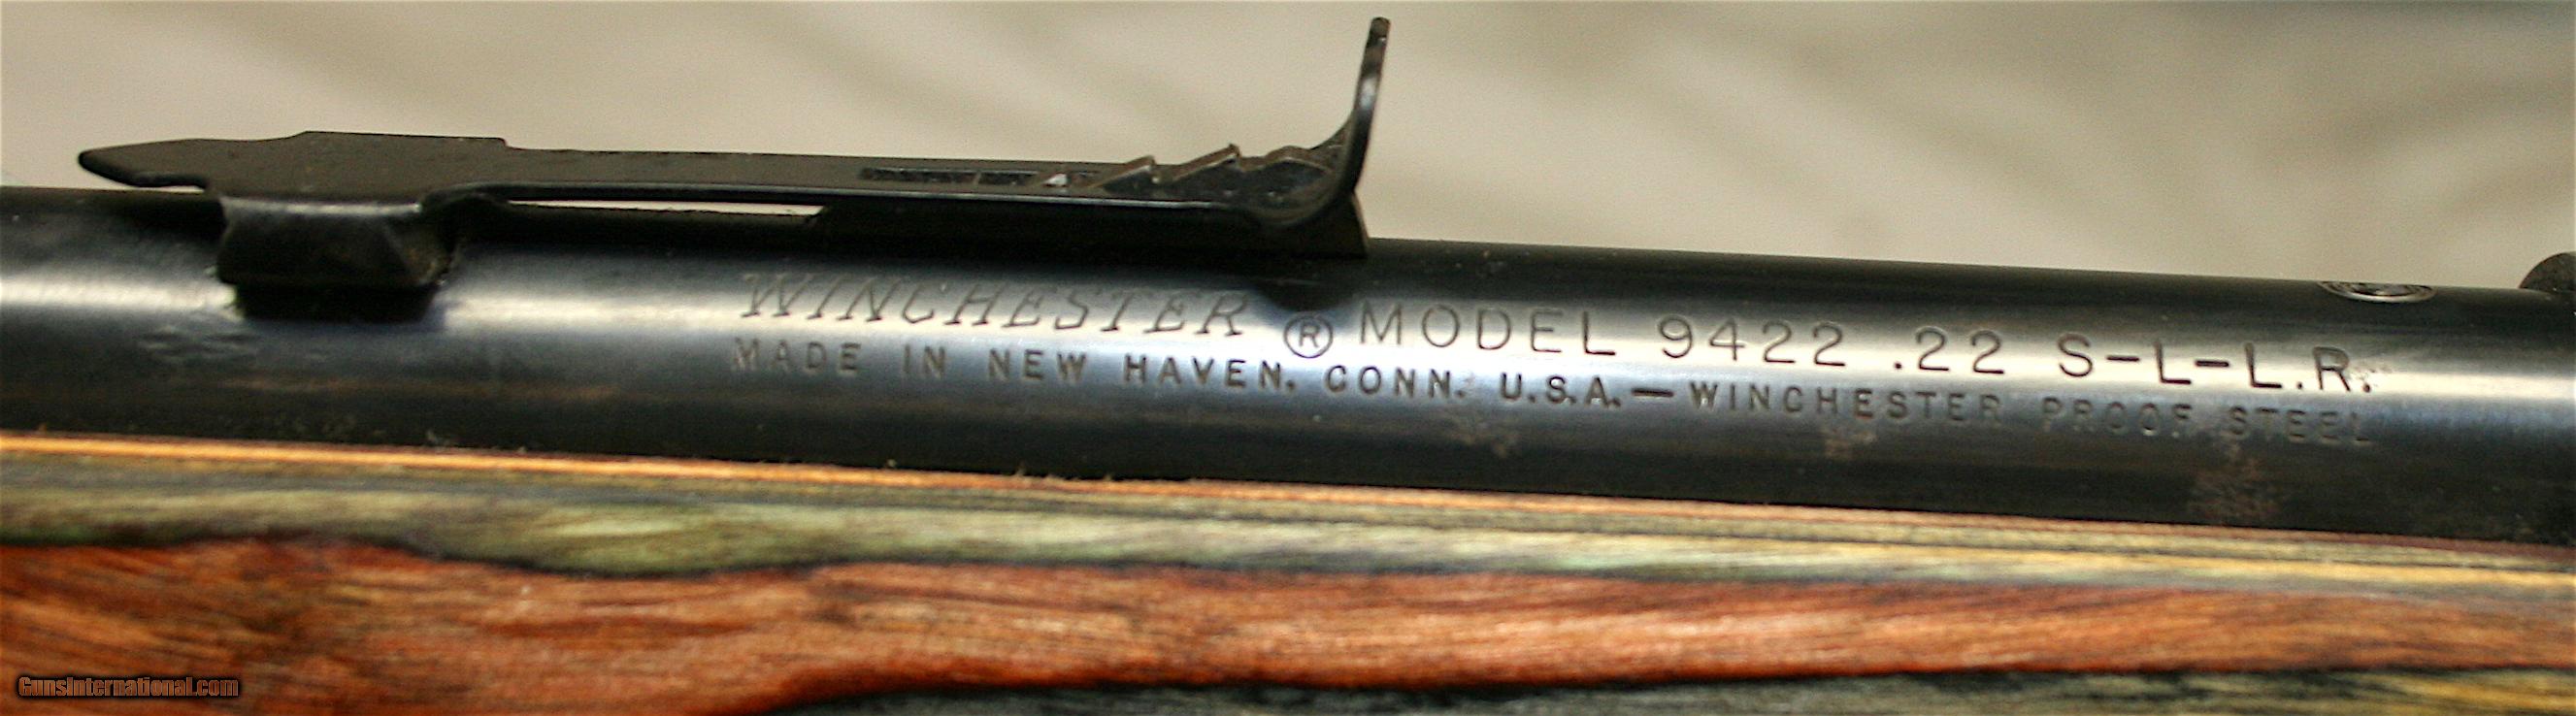 WINCHESTER ® MODEL 9422 .22 S-L-L.R.
MADE IN NEW HAVEN. CONN. U.S.A.—WINCHESTER PROOF STEEL
GunsInternational.com